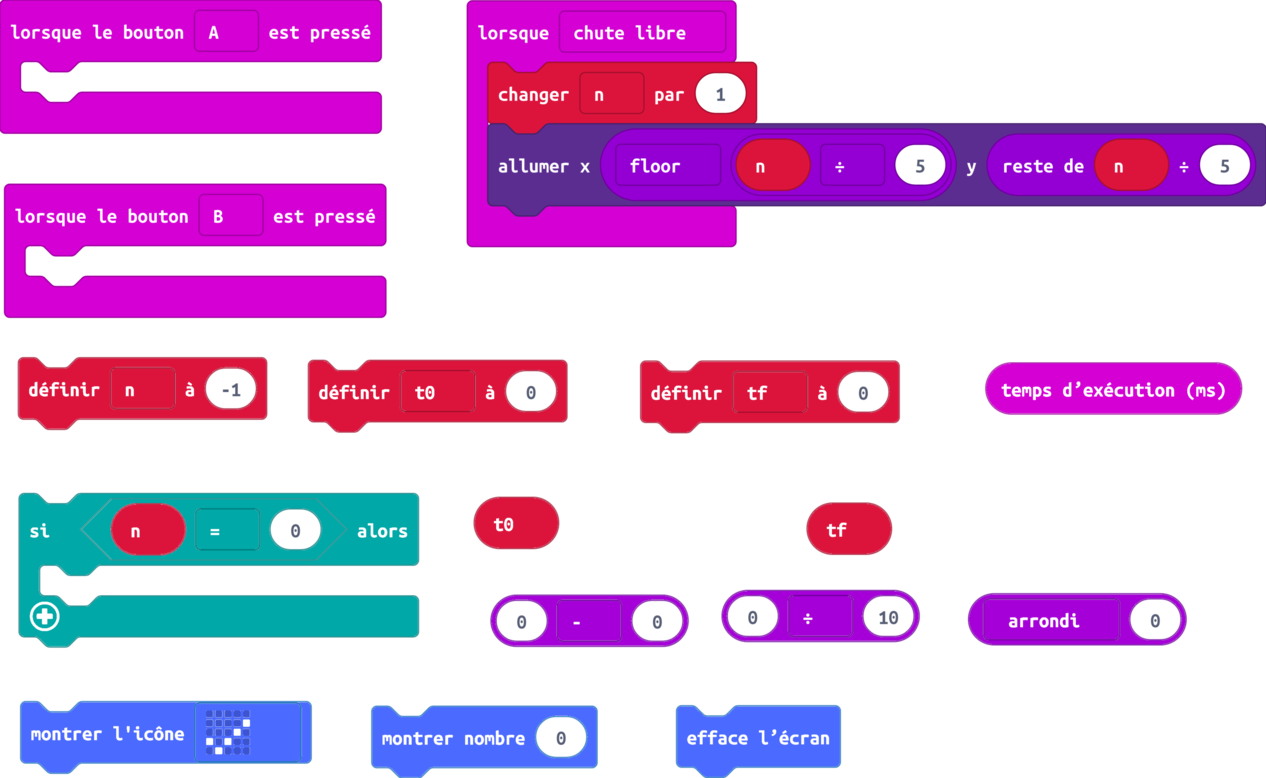 lorsque le bouton A est pressé
lorsque chute libre
changer n par 1
allumer x floor n ÷ 5 y reste de n ÷ 5
lorsque le bouton B est pressé
définir n à -1
définir t0 à 0
définir tf à 0
temps d’exécution (ms)
si n = 0 alors
t0
tf
0 - 0
0 ÷ 10
arrondi 0
montrer l'icône
montrer nombre 0
efface l’écran